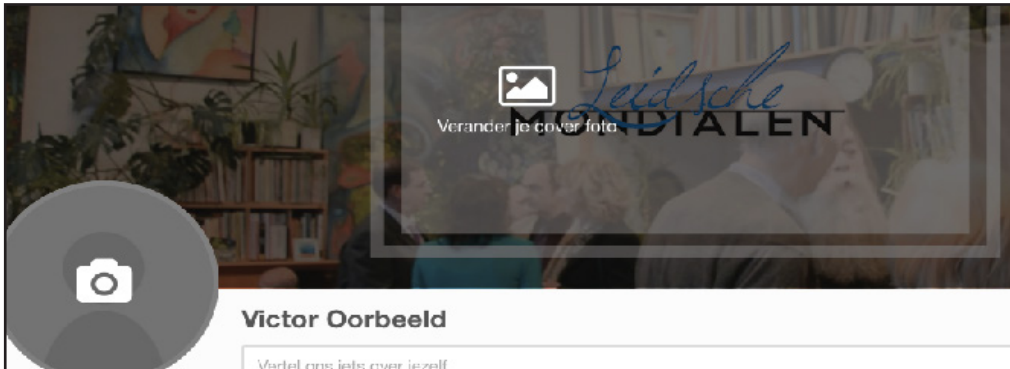 Leidsche
MONDIALEN
Verander je cover foto
Victor Oorbeeld
Vertel ons iets over jezelf